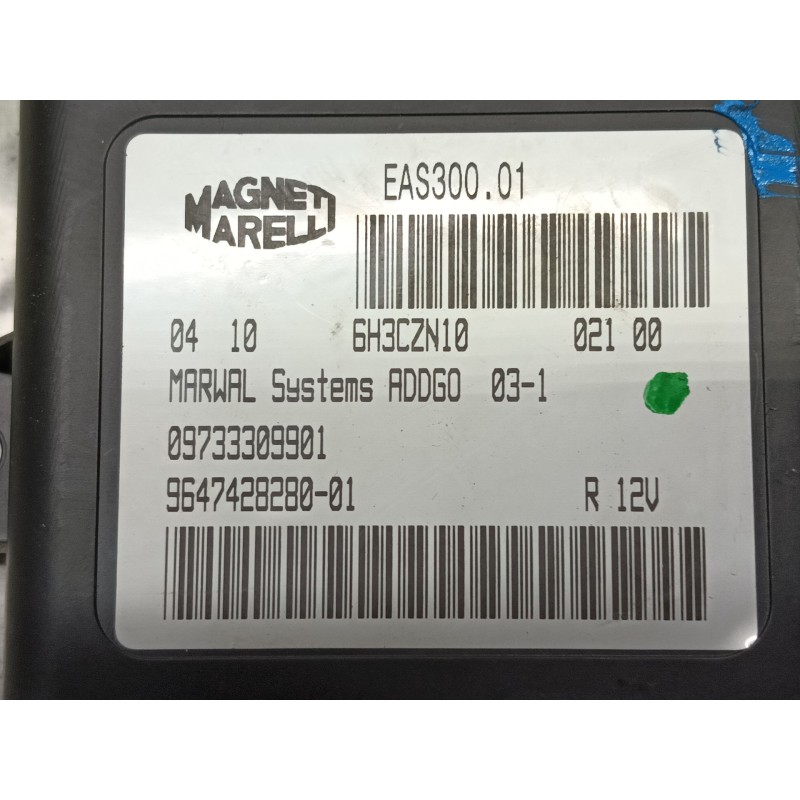 MAGNETI
MARELLI
EAS300.01
04 10 6H3CZN10 021 00
MARWAL Systems ADDGO 03-1
09733309901
9647428280-01 R 12V